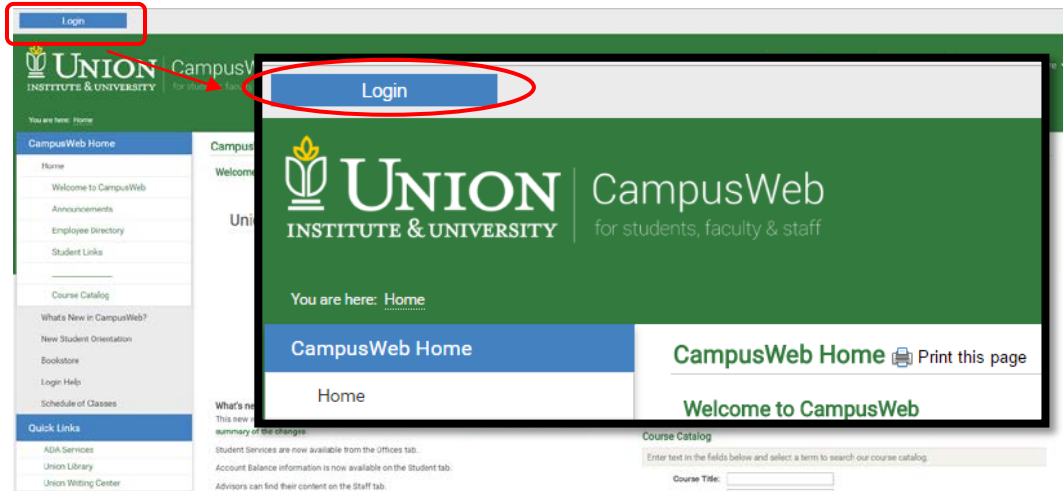 Login
UNION
INSTITUTE & UNIVERSITY
CampusW
You are here: Home
CampusWeb Home
Home
Welcome to CampusWeb
Announcements
Employee Directory
Student Links
Course Catalog
What's New in CampusWeb?
New Student Orientation
Bookstore
Login Help
Schedule of Classes
Quick Links
ADA Services
Union Library
Union Writing Center
Campus
Welcome
Uni
What's ne
This new
summary of the changes
Student Services are now available from the Offices tab.
Account Balance information is now available on the Student tab.
Advisors can find their content on the Staff tab.
Login
UNION
INSTITUTE & UNIVERSITY
CampusWeb
for students, faculty & staff
You are here: Home
CampusWeb Home
Home
CampusWeb Home Print this page
Welcome to CampusWeb
Course Catalog
Enter text in the fields below and select a term to search our course catalog.
Course Title: